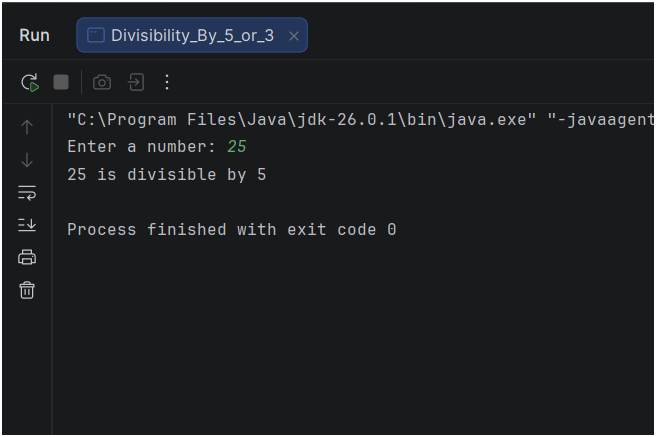 Run Divisibility_By_5_or_3
"C:\Program Files\Java\jdk-26.0.1\bin\java.exe" "-javaagent
Enter a number: 25
25 is divisible by 5
Process finished with exit code 0